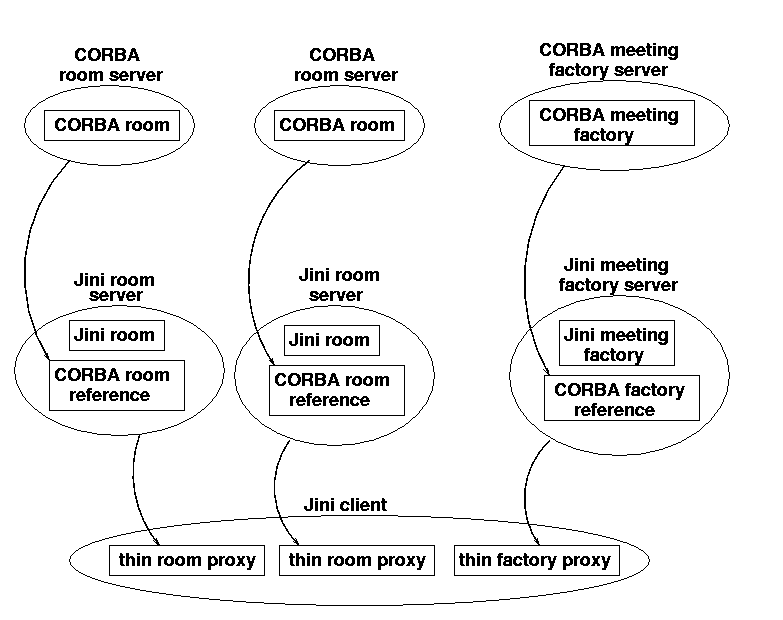 CORBA
room server
CORBA
room server
CORBA meeting
factory server
CORBA room
CORBA room
CORBA meeting
factory
Jini room
server
Jini room
server
Jini meeting
factory server
Jini room
Jini room
Jini meeting
factory
CORBA room
reference
CORBA room
reference
CORBA factory
reference
Jini client
thin room proxy
thin room proxy
thin factory proxy